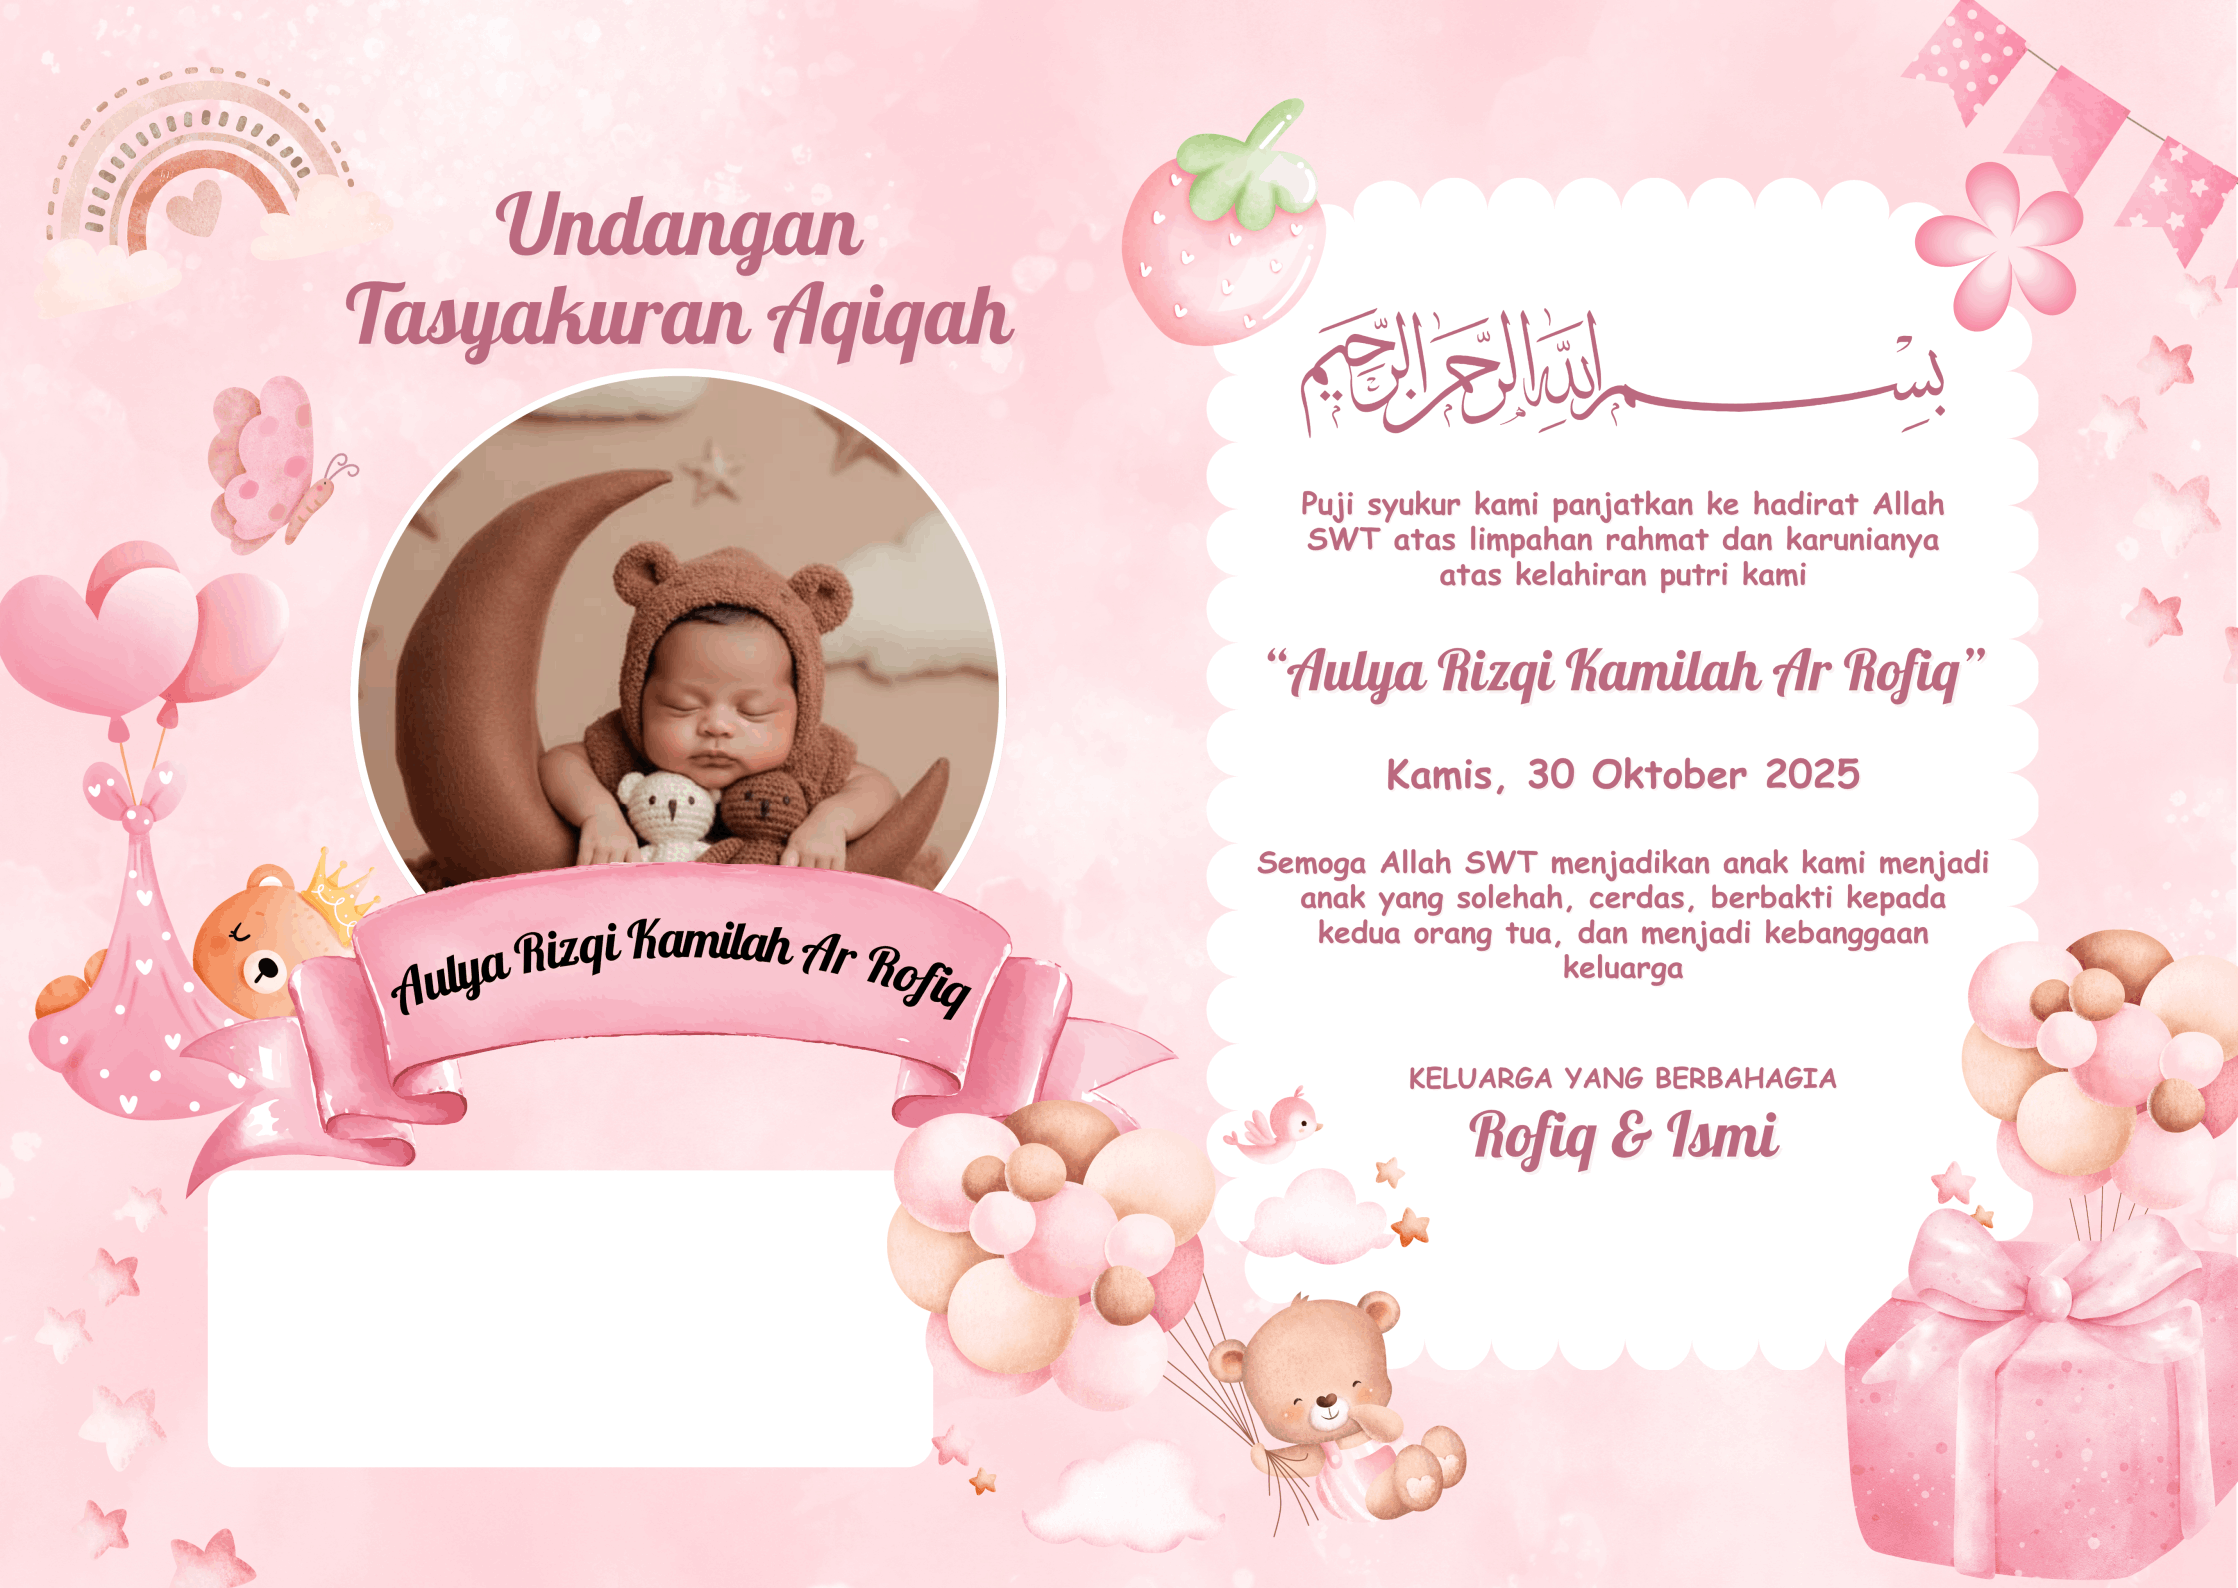 Undangan
Tasyakuran Aqiqah
Aulya Rizqi Kamilah Ar Rofiq
بِسْمِ اللَّهِ الرَّحْمَنِ الرَّحِيمِ
Puji syukur kami panjatkan ke hadirat Allah
SWT atas limpahan rahmat dan karunianya
atas kelahiran putri kami
“Aulya Rizqi Kamilah Ar Rofiq”
Kamis, 30 Oktober 2025
Semoga Allah SWT menjadikan anak kami menjadi
anak yang solehah, cerdas, berbakti kepada
kedua orang tua, dan menjadi kebanggaan
keluarga
KELUARGA YANG BERBAHAGIA
Rofiq & Ismi